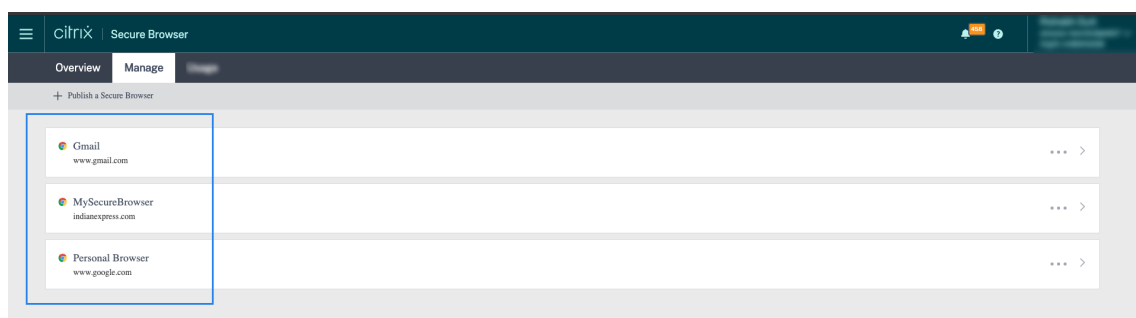 citrix | Secure Browser 458 ?
Overview Manage
+ Publish a Secure Browser
Gmail
www.gmail.com
MySecureBrowser
indianexpress.com
Personal Browser
www.google.com